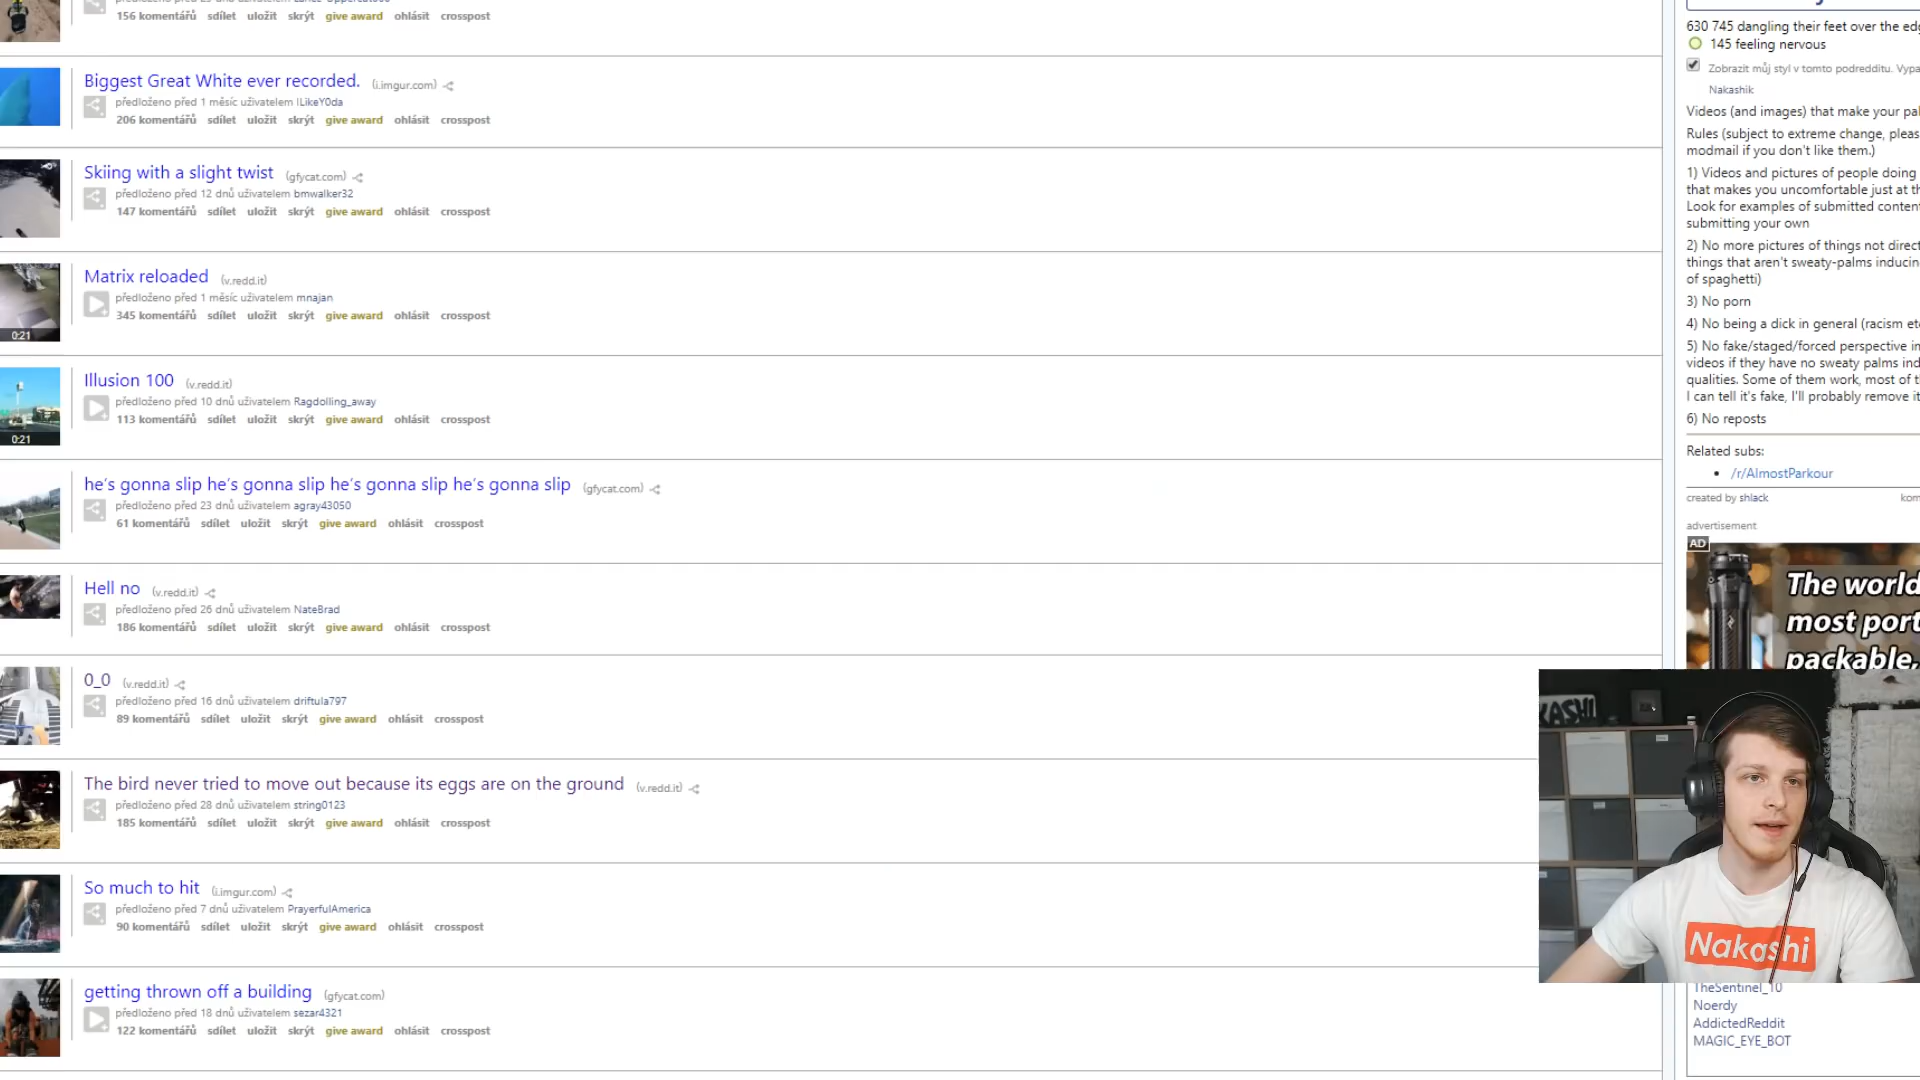 156 komentářů sdílet uložit skrýt give award ohlásit crosspost
Biggest Great White ever recorded. (i.imgur.com)
předloženo před 1 měsíc uživatelem ILikeY0da
206 komentářů sdílet uložit skrýt give award ohlásit crosspost
Skiing with a slight twist (gfycat.com)
předloženo před 12 dnů uživatelem bmwalker32
147 komentářů sdílet uložit skrýt give award ohlásit crosspost
Matrix reloaded (v.redd.it)
předloženo před 1 měsíc uživatelem mnajan
345 komentářů sdílet uložit skrýt give award ohlásit crosspost
0:21
Illusion 100 (v.redd.it)
předloženo před 10 dnů uživatelem Ragdolling_away
113 komentářů sdílet uložit skrýt give award ohlásit crosspost
0:21
he's gonna slip he's gonna slip he's gonna slip he's gonna slip (gfycat.com)
předloženo před 23 dnů uživatelem agray43050
61 komentářů sdílet uložit skrýt give award ohlásit crosspost
Hell no (v.redd.it)
předloženo před 26 dnů uživatelem NateBrad
186 komentářů sdílet uložit skrýt give award ohlásit crosspost
0_0 (v.redd.it)
předloženo před 16 dnů uživatelem driftula797
89 komentářů sdílet uložit skrýt give award ohlásit crosspost
The bird never tried to move out because its eggs are on the ground (v.redd.it)
předloženo před 28 dnů uživatelem string0123
185 komentářů sdílet uložit skrýt give award ohlásit crosspost
So much to hit (i.imgur.com)
předloženo před 7 dnů uživatelem PrayerfulAmerica
90 komentářů sdílet uložit skrýt give award ohlásit crosspost
getting thrown off a building (gfycat.com)
předloženo před 18 dnů uživatelem sezar4321
122 komentářů sdílet uložit skrýt give award ohlásit crosspost
630 745 dangling their feet over the edg
145 feeling nervous
Zobrazit můj styl v tomto podredditu. Vypa
Nakashik
Videos (and images) that make your pal
Rules (subject to extreme change, pleas
modmail if you don't like them.)
1) Videos and pictures of people doing
that makes you uncomfortable just at th
Look for examples of submitted content
submitting your own
2) No more pictures of things not direct
things that aren't sweaty-palms inducin
of spaghetti)
3) No porn
4) No being a dick in general (racism etc
5) No fake/staged/forced perspective im
videos if they have no sweaty palms ind
qualities. Some of them work, most of th
I can tell it's fake, I'll probably remove it
6) No reposts
Related subs:
• /r/AlmostParkour
created by shlack kom
advertisement
AD
The world
most port
packable,
KASHI
Nakashi
TheSentinel_10
Noerdy
AddictedReddit
MAGIC_EYE_BOT